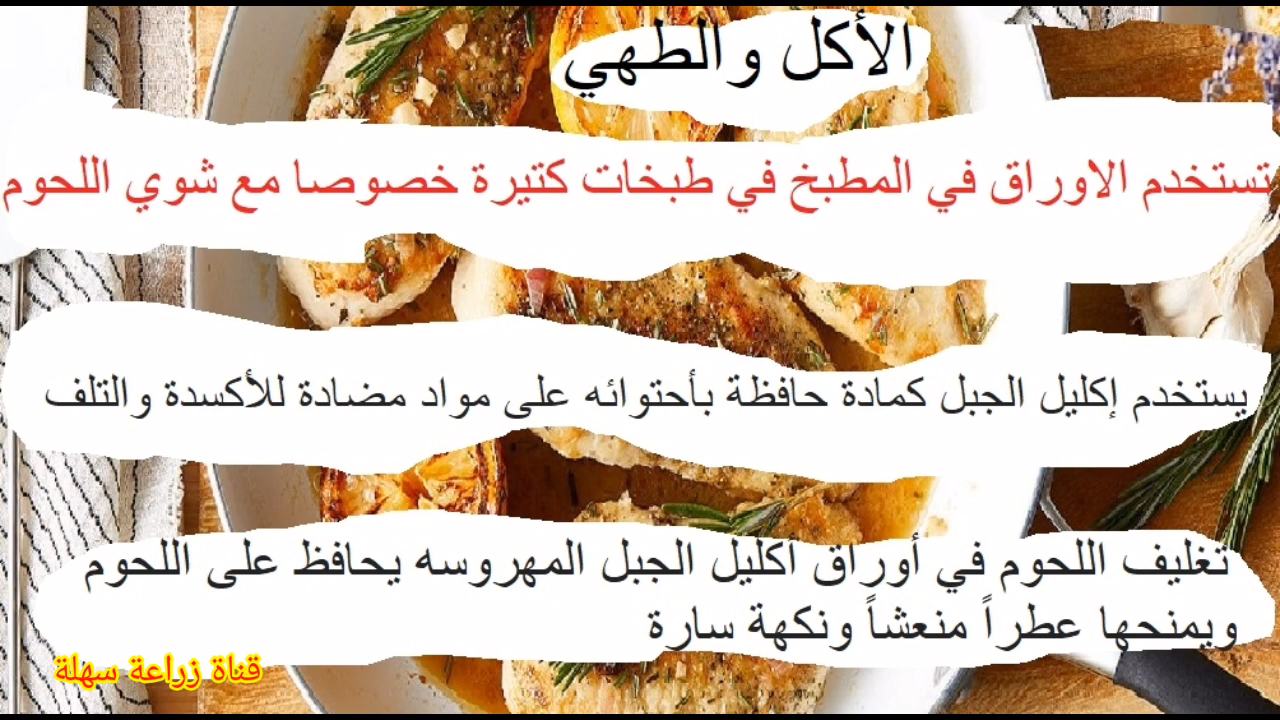 الأكل والطهي
تستخدم الاوراق في المطبخ في طبخات كتيرة خصوصا مع شوي اللحوم
يستخدم إكليل الجبل كمادة حافظة بأحتوائه على مواد مضادة للأكسدة والتلف
تغليف اللحوم في أوراق اكليل الجبل المهروسه يحافظ على اللحوم
ويمنحها عطراً منعشاً ونكهة سارة
قناة زراعة سهلة